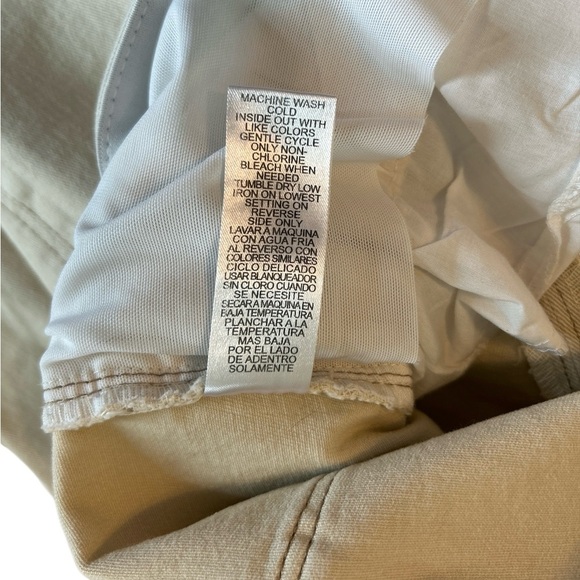 MACHINE WASH
COLD
INSIDE OUT WITH
LIKE COLORS
GENTLE CYCLE
ONLY NON-
CHLORINE
BLEACH WHEN
NEEDED
TUMBLE DRY LOW
IRON ON LOWEST
SETTING ON
REVERSE
SIDE ONLY
LAVAR A MAQUINA
CON AGUA FRIA
AL REVERSO CON
COLORES SIMILARES
CICLO DELICADO
USAR BLANQUEADOR
SIN CLORO CUANDO
SE NECESITE
SECAR A MAQUINA EN
BAJA TEMPERATURA
PLANCHAR A LA
TEMPERATURA
MAS BAJA
POR EL LADO
DE ADENTRO
SOLAMENTE